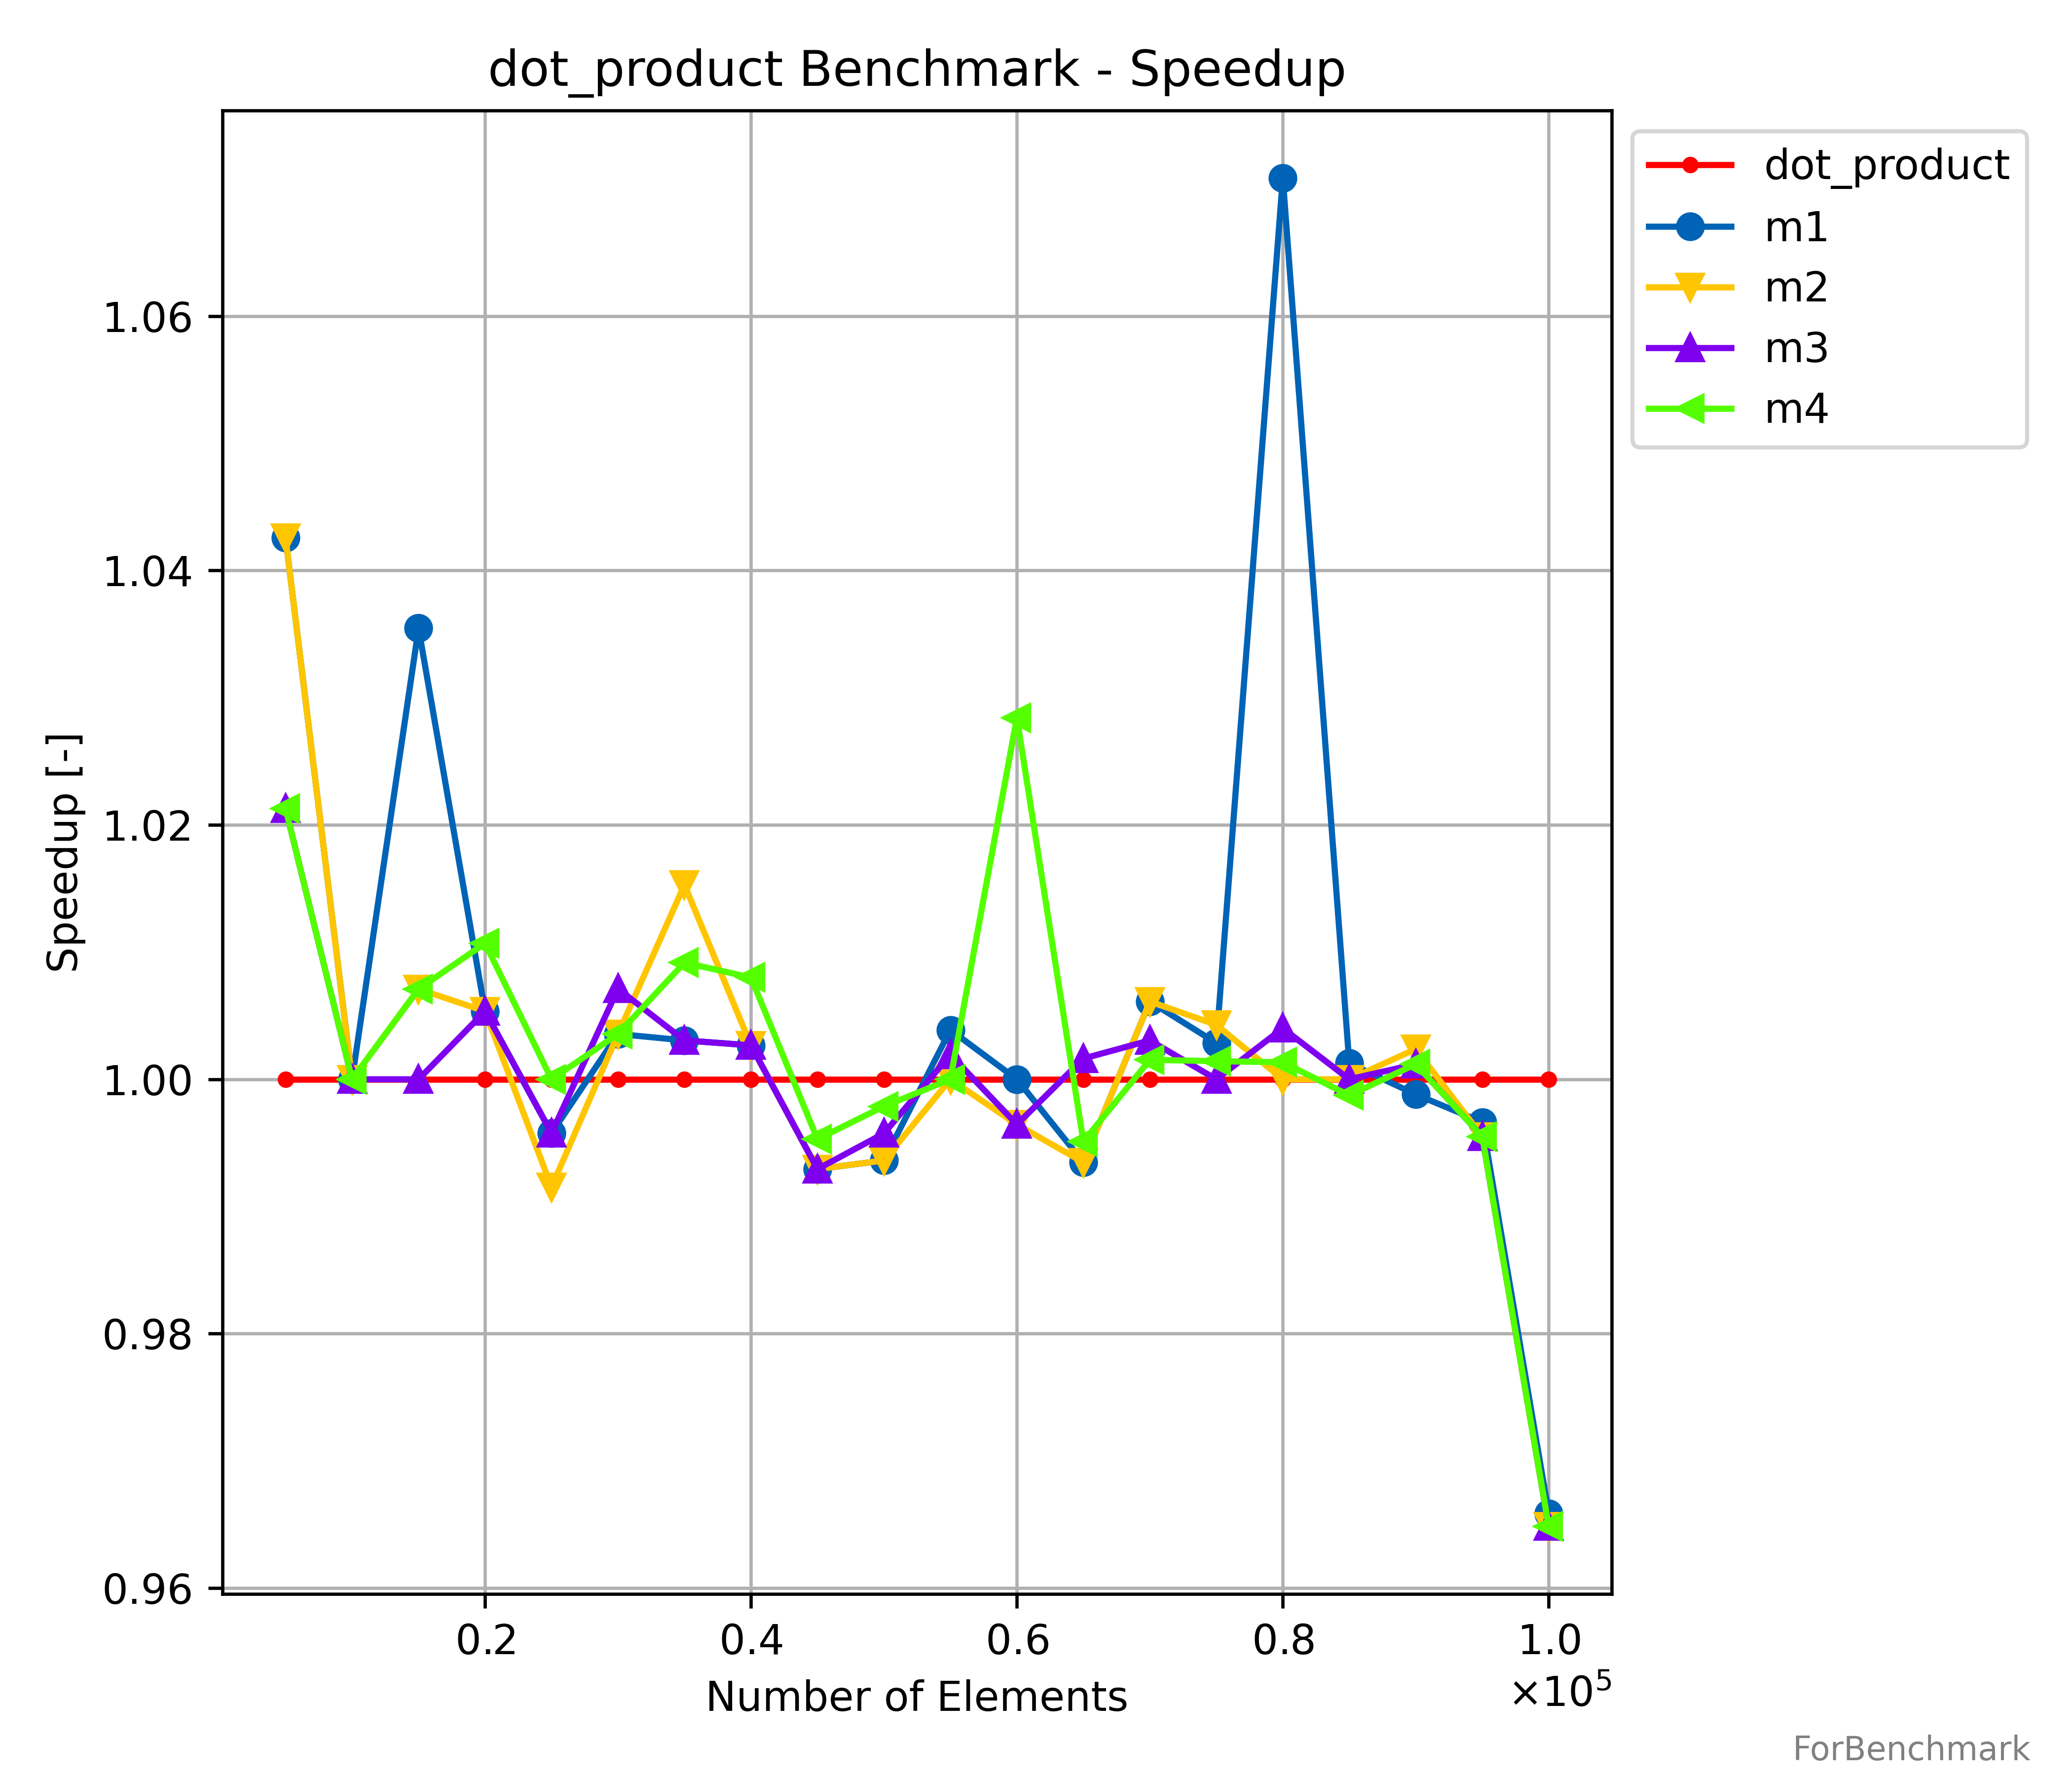 dot_product Benchmark - Speedup
dot_product
m1
m2
m3
m4
Speedup [-]
1.06
1.04
1.02
1.00
0.98
0.96
0.2 0.4 0.6 0.8 1.0
×10⁵
Number of Elements
ForBenchmark